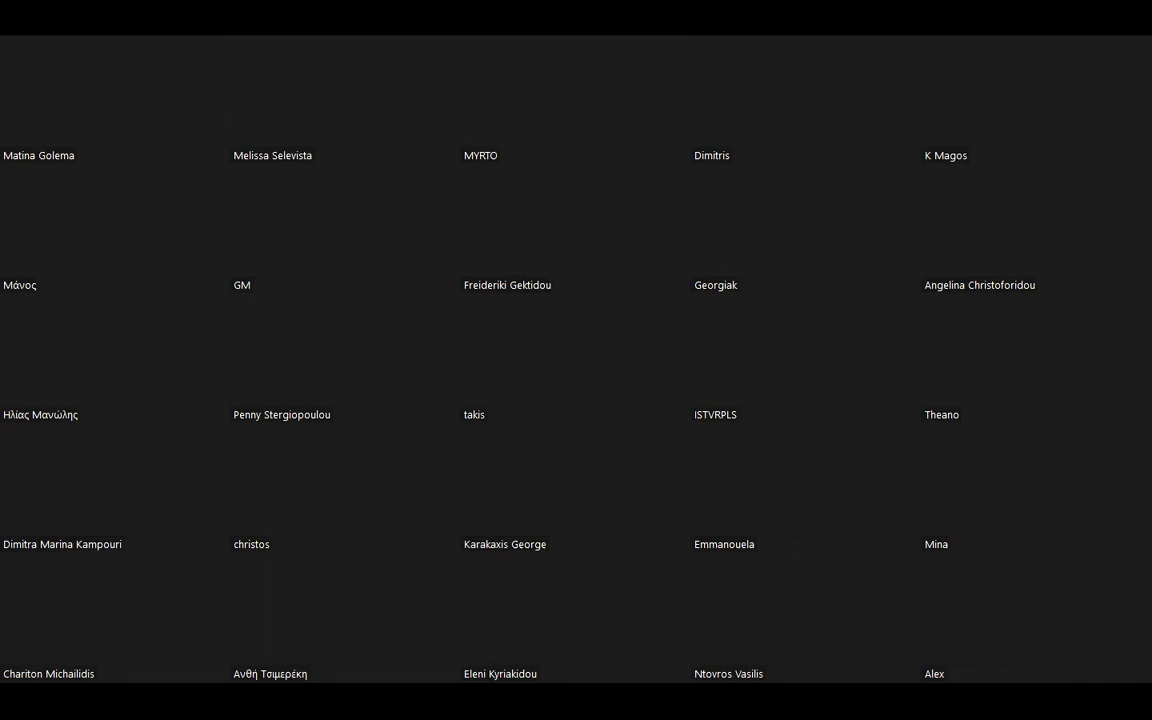 Matina Golema
Melissa Selevista
MYRTO
Dimitris
K Magos
Μάνος
GM
Freideriki Gektidou
Georgiak
Angelina Christoforidou
Ηλίας Μανώλης
Penny Stergiopoulou
takis
ISTVRPLS
Theano
Dimitra Marina Kampouri
christos
Karakaxis George
Emmanouela
Mina
Chariton Michailidis
Ανθή Τσιμερέκη
Eleni Kyriakidou
Ntovros Vasilis
Alex